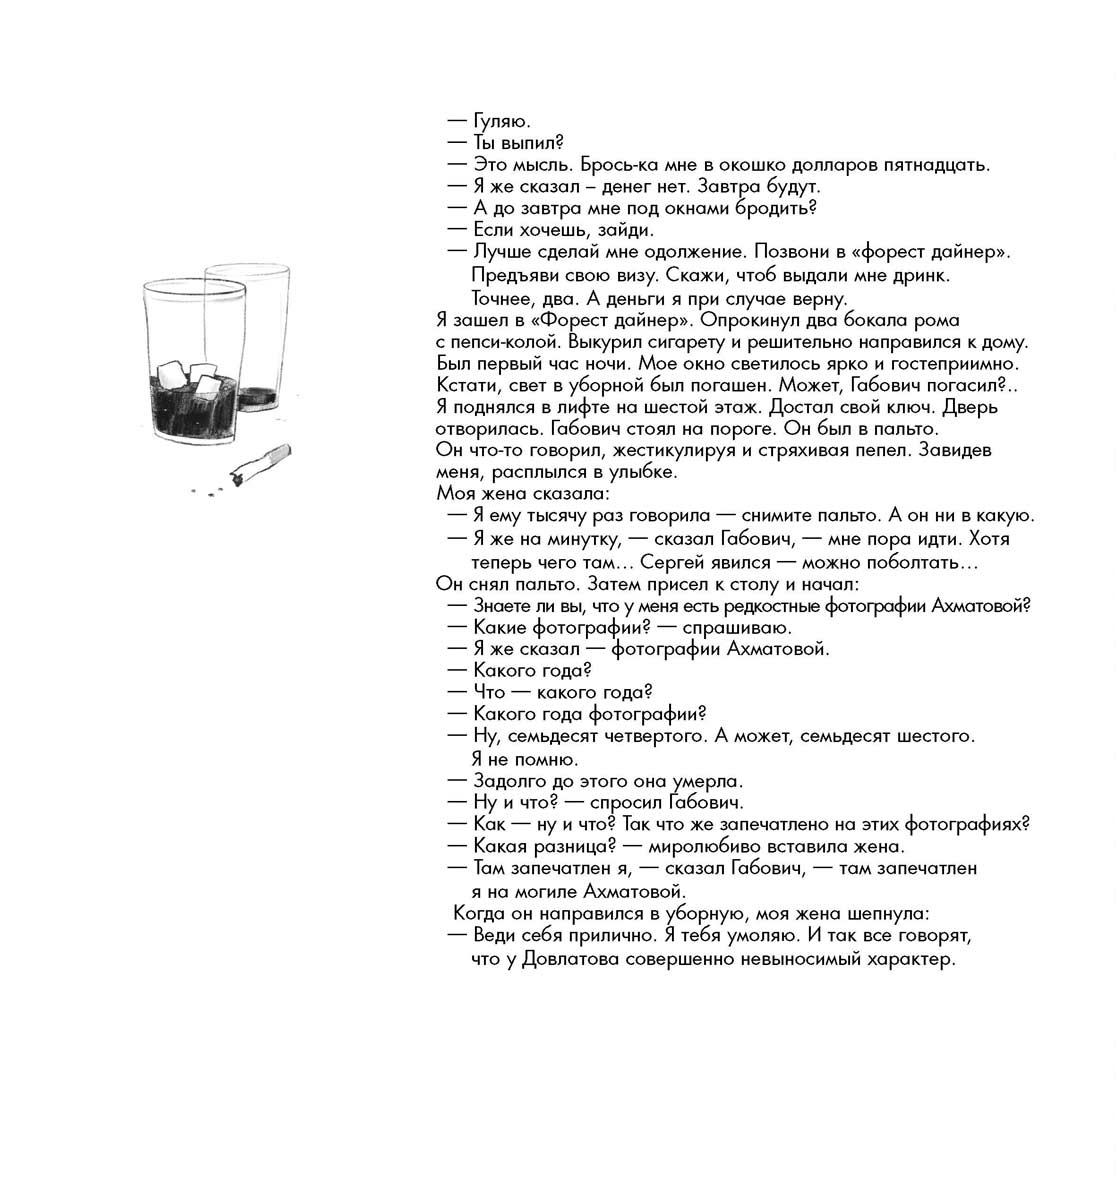 — Гуляю.
— Ты выпил?
— Это мысль. Брось-ка мне в окошко долларов пятнадцать.
— Я же сказал – денег нет. Завтра будут.
— А до завтра мне под окнами бродить?
— Если хочешь, зайди.
— Лучше сделай мне одолжение. Позвони в «форест дайнер».
Предъяви свою визу. Скажи, чтоб выдали мне дринк.
Точнее, два. А деньги я при случае верну.
Я зашел в «Форест дайнер». Опрокинул два бокала рома
с пепси-колой. Выкурил сигарету и решительно направился к дому.
Был первый час ночи. Мое окно светилось ярко и гостеприимно.
Кстати, свет в уборной был погашен. Может, Габович погасил?..
Я поднялся в лифте на шестой этаж. Достал свой ключ. Дверь
отворилась. Габович стоял на пороге. Он был в пальто.
Он что-то говорил, жестикулируя и стряхивая пепел. Завидев
меня, расплылся в улыбке.
Моя жена сказала:
— Я ему тысячу раз говорила — снимите пальто. А он ни в какую.
— Я же на минутку, — сказал Габович, — мне пора идти. Хотя
теперь чего там… Сергей явился — можно поболтать…
Он снял пальто. Затем присел к столу и начал:
— Знаете ли вы, что у меня есть редкостные фотографии Ахматовой?
— Какие фотографии? — спрашиваю.
— Я же сказал — фотографии Ахматовой.
— Какого года?
— Что — какого года?
— Какого года фотографии?
— Ну, семьдесят четвертого. А может, семьдесят шестого.
Я не помню.
— Задолго до этого она умерла.
— Ну и что? — спросил Габович.
— Как — ну и что? Так что же запечатлено на этих фотографиях?
— Какая разница? — миролюбиво вставила жена.
— Там запечатлен я, — сказал Габович, — там запечатлен
я на могиле Ахматовой.
Когда он направился в уборную, моя жена шепнула:
— Веди себя прилично. Я тебя умоляю. И так все говорят,
что у Довлатова совершенно невыносимый характер.